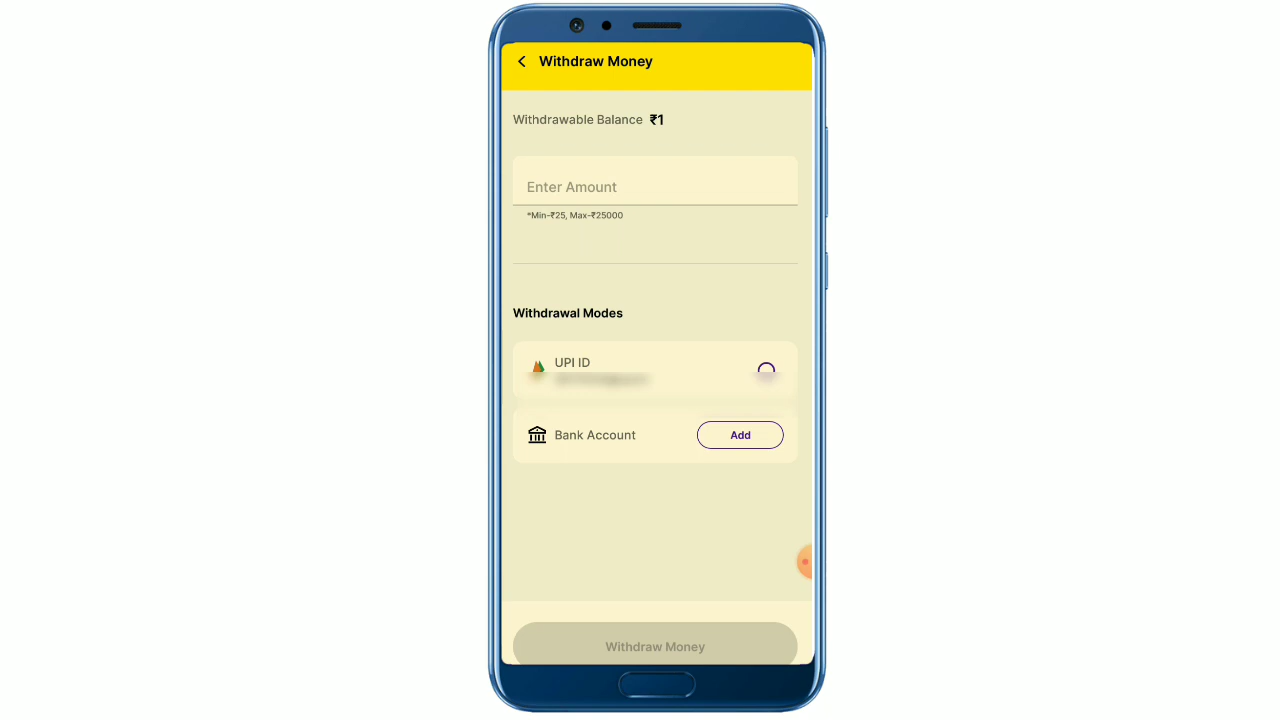 Withdraw Money
Withdrawable Balance ₹1
Enter Amount
*Min-₹25, Max-₹25000
Withdrawal Modes
UPI ID
Bank Account
Add
Withdraw Money